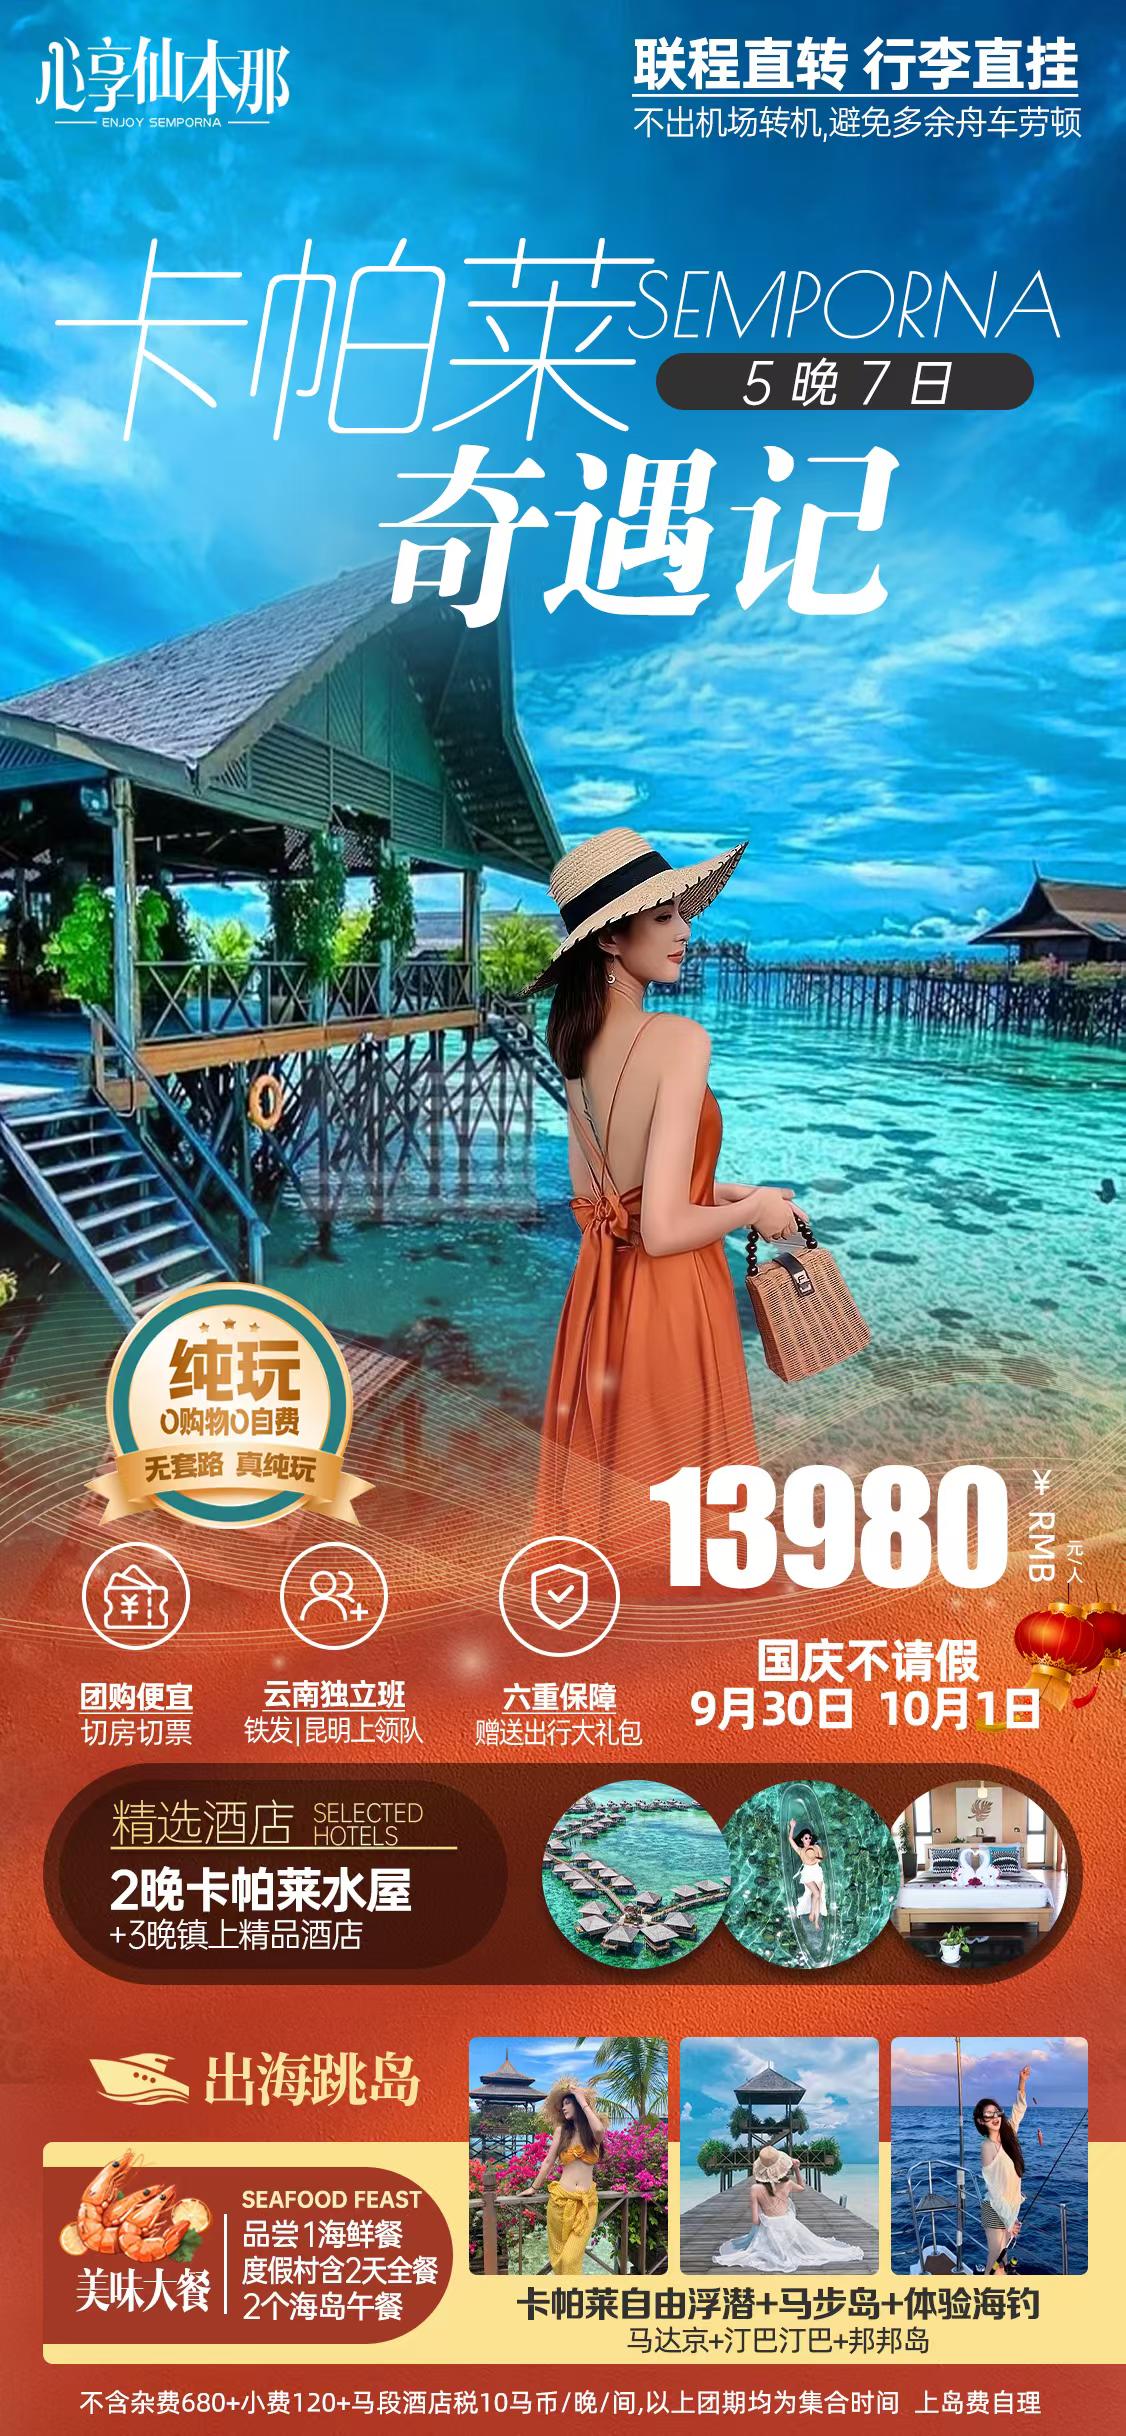 心享仙本那
ENJOY SEMPORNA
联程直转 行李直挂
不出机场转机,避免多余舟车劳顿
卡帕莱
SEMPORNA
5晚7日
奇遇记
纯玩
0购物0自费
无套路 真纯玩
13980
¥ RMB
元/人
团购便宜
切房切票
云南独立班
铁发|昆明上领队
六重保障
赠送出行大礼包
国庆不请假
9月30日 10月1日
精选酒店
SELECTED
HOTELS
2晚卡帕莱水屋
+3晚镇上精品酒店
出海跳岛
美味大餐
SEAFOOD FEAST
品尝1海鲜餐
度假村含2天全餐
2个海岛午餐
卡帕莱自由浮潜+马步岛+体验海钓
马达京+汀巴汀巴+邦邦岛
不含杂费680+小费120+马段酒店税10马币/晚/间,以上团期均为集合时间 上岛费自理